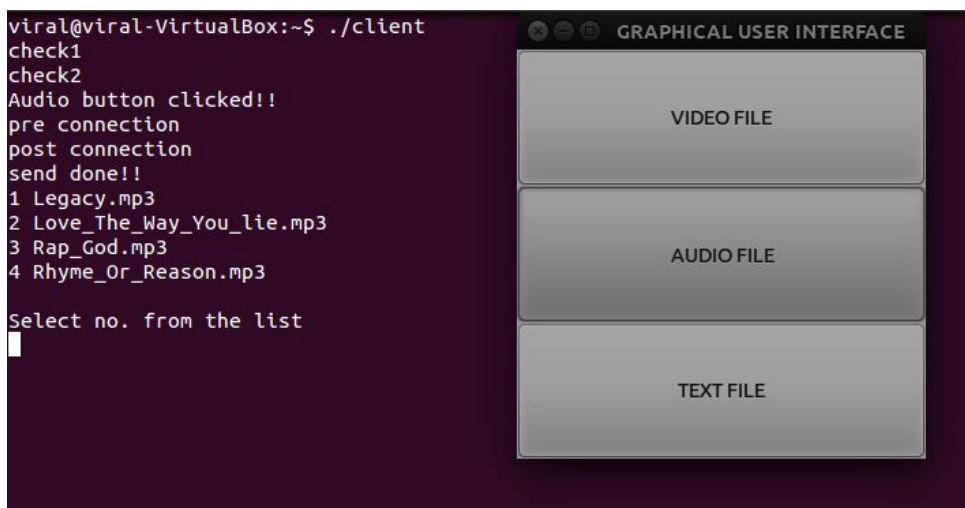 viral@viral-VirtualBox:~$ ./client
check1
check2
Audio button clicked!!
pre connection
post connection
send done!!
1 Legacy.mp3
2 Love_The_Way_You_lie.mp3
3 Rap_God.mp3
4 Rhyme_Or_Reason.mp3
Select no. from the list
GRAPHICAL USER INTERFACE
VIDEO FILE
AUDIO FILE
TEXT FILE